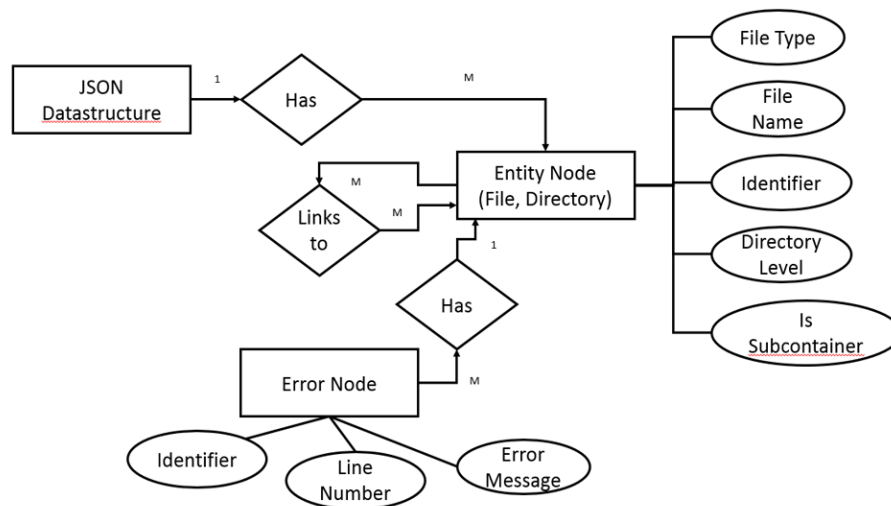 File Type
JSON
Datastructure
1
Has
M
File
Name
Entity Node
(File, Directory)
Identifier
M
Links
to
M
1
Directory
Level
Has
Is
Subcontainer
Error Node
M
Identifier
Line
Number
Error
Message